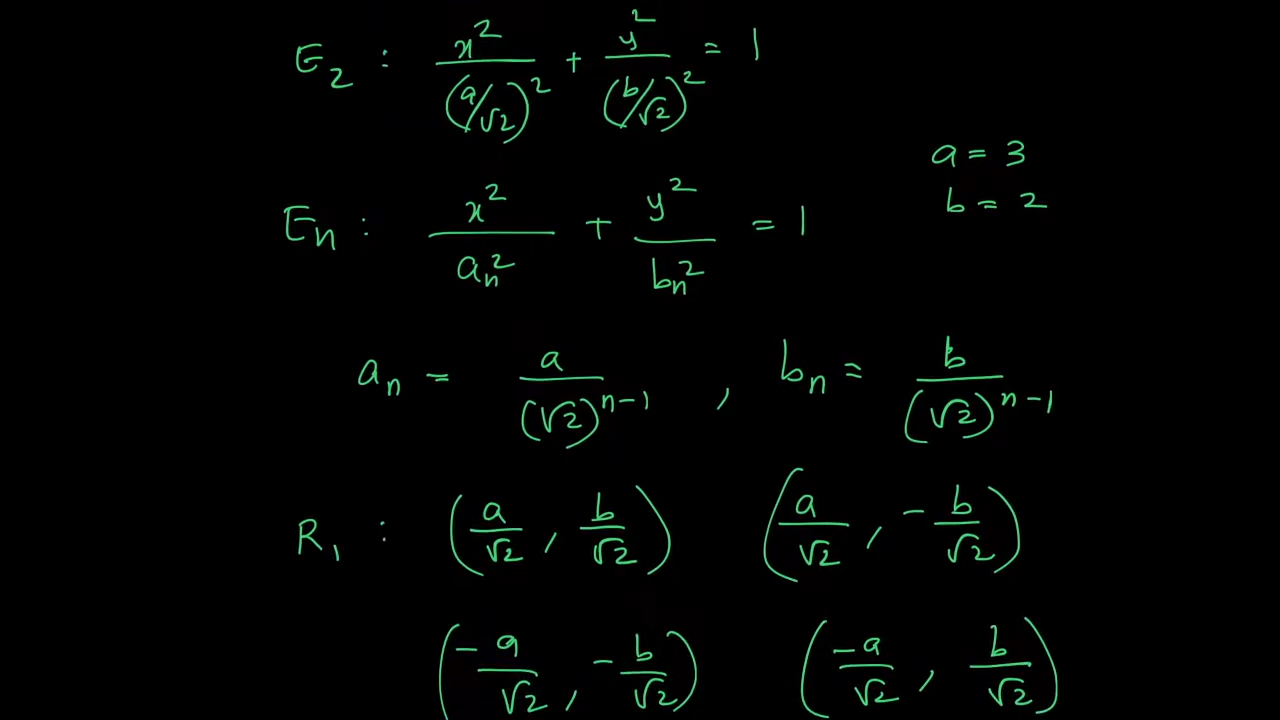 E₂ : x²/(a/√2)² + y²/(b/√2)² = 1
a = 3
b = 2
Eₙ : x²/aₙ² + y²/bₙ² = 1
aₙ = a/(√2)ⁿ⁻¹ , bₙ = b/(√2)ⁿ⁻¹
R₁ : (a/√2, b/√2) (a/√2, -b/√2)
(-a/√2, -b/√2) (-a/√2, b/√2)